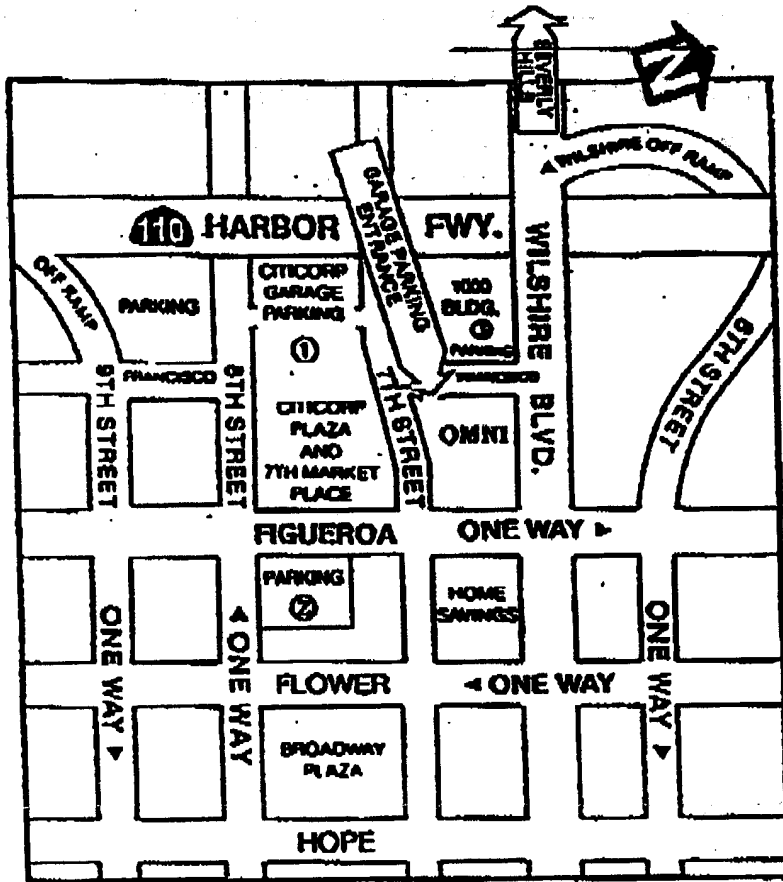 BEVERLY
HILLS
N
WILSHIRE OFF RAMP
110 HARBOR FWY.
GARAGE PARKING
ENTRANCE
WILSHIRE BLVD.
OFF RAMP
PARKING
CITICORP
GARAGE
PARKING
1
1000
BLDG.
3
PARKING
FRANCISCO
FRANCISCO
9TH STREET
8TH STREET
7TH STREET
6TH STREET
CITICORP
PLAZA
AND
7TH MARKET
PLACE
OMNI
FIGUEROA ONE WAY
PARKING
2
HOME
SAVINGS
ONE WAY
ONE WAY
ONE WAY
FLOWER ONE WAY
BROADWAY
PLAZA
HOPE